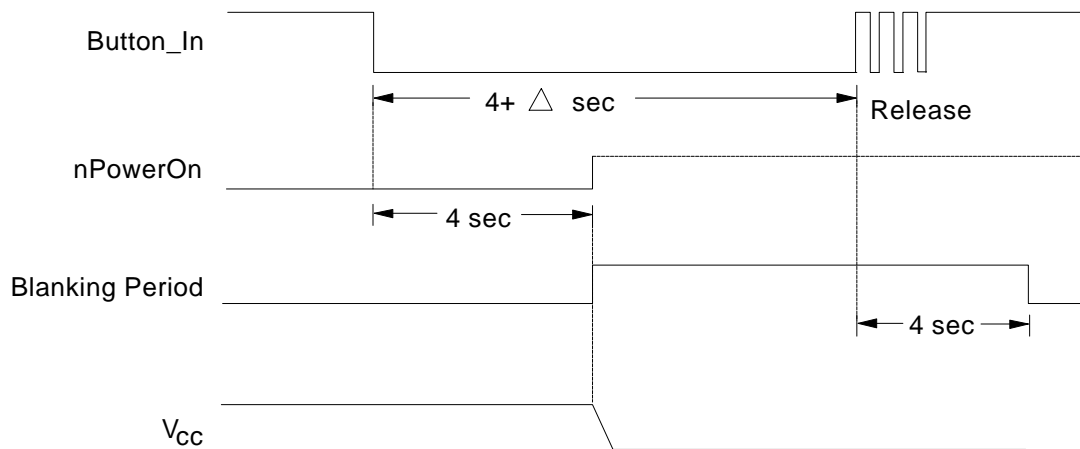 Button_In
4+ △ sec
Release
nPowerOn
4 sec
Blanking Period
4 sec
VCC